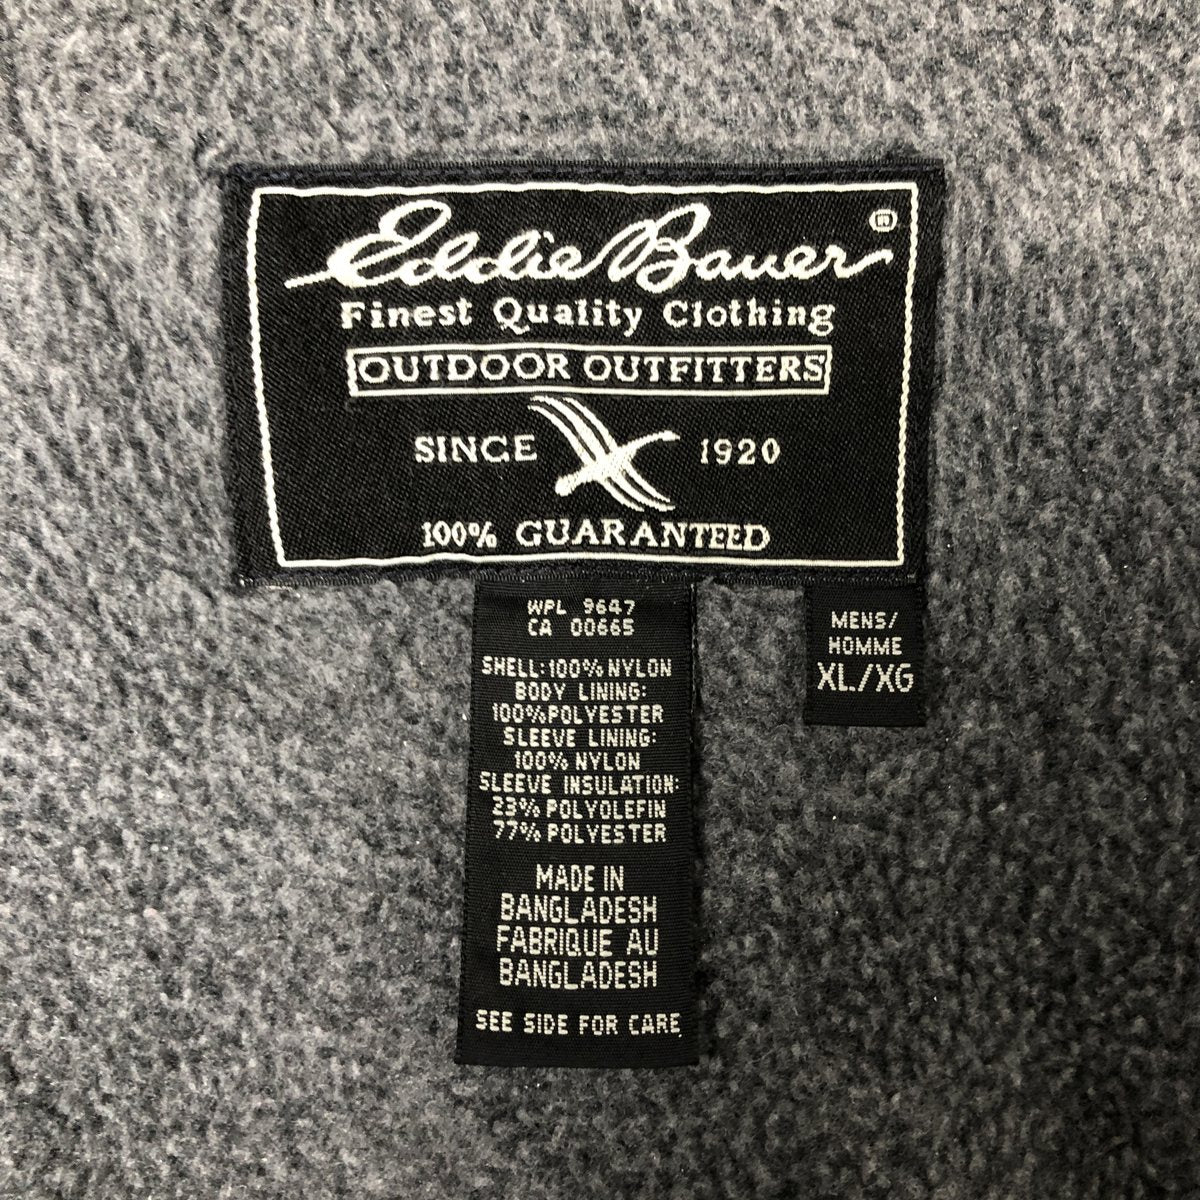 Eddie Bauer ®
Finest Quality Clothing
OUTDOOR OUTFITTERS
SINCE 1920
100% GUARANTEED
WPL 9647
CA 00665
SHELL:100% NYLON
BODY LINING:
100%POLYESTER
SLEEVE LINING:
100% NYLON
SLEEVE INSULATION:
23% POLYOLEFIN
77% POLYESTER
MADE IN
BANGLADESH
FABRIQUE AU
BANGLADESH
SEE SIDE FOR CARE
MENS/
HOMME
XL/XG